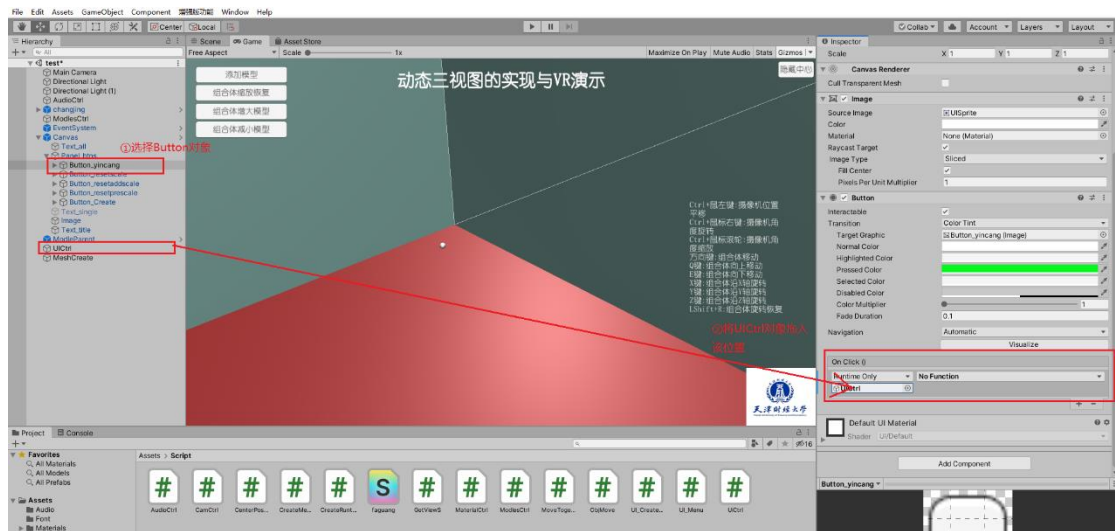 File Edit Assets GameObject Component 增强版功能 Window Help
Center Local Collab Account Layers Layout
Hierarchy Scene Game Asset Store Inspector
All Free Aspect Scale 1x Maximize On Play Mute Audio Stats Gizmos
Scale X 1 Y 1 Z 1
test*
Main Camera
Directional Light
Directional Light (1)
AudioCtrl
changjing
ModesCtrl
EventSystem
Canvas
Text_all
Panel_btns
Button_yincang
Button_resetscale
Button_resetaddscale
Button_resetproscale
Button_Create
Text_single
Image
Text_title
ModleParent
UICtrl
MeshCreate
①选择Button对象
添加模型
组合体缩放恢复
组合体增大模型
组合体减小模型
动态三视图的实现与VR演示
隐藏中心
Ctrl+鼠左键:摄像机位置
平移
Ctrl+鼠标右键:摄像机角
度旋转
Ctrl+鼠标滚轮:摄像机角
度缩放
方向键:组合体移动
Q键:组合体向上移动
E键:组合体向下移动
X键:组合体沿X轴旋转
Y键:组合体沿Y轴旋转
Z键:组合体沿Z轴旋转
LShift+R:组合体旋转恢复
②将UICtrl对象拖入
该位置
天津财经大学
Canvas Renderer
Cull Transparent Mesh
Image
Source Image UISprite
Color
Material None (Material)
Raycast Target
Image Type Sliced
Fill Center
Pixels Per Unit Multiplier 1
Button
Interactable
Transition Color Tint
Target Graphic Button_yincang (Image)
Normal Color
Highlighted Color
Pressed Color
Selected Color
Disabled Color
Color Multiplier 1
Fade Duration 0.1
Navigation Automatic
Visualize
On Click ()
Runtime Only No Function
UICtrl
Default UI Material
Shader UI/Default
Add Component
Button_yincang
Project Console
16
Favorites
All Materials
All Models
All Prefabs
Assets
Audio
Font
Materials
Assets > Script
AudioCtrl CamCtrl CenterPos... CreateMe... CreateRunt... faguang GetViewS MaterialCtrl ModesCtrl MoveToge... ObjMove UI_Create... UI_Menu UICtrl